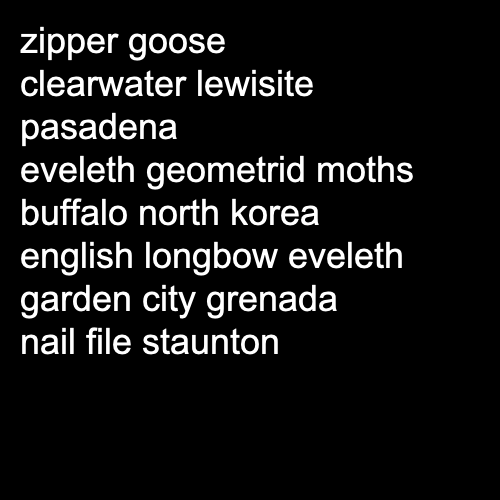 zipper goose
clearwater lewisite
pasadena
eveleth geometrid moths
buffalo north korea
english longbow eveleth
garden city grenada
nail file staunton